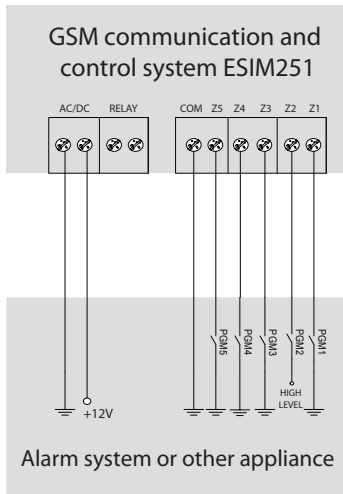 GSM communication and
control system ESIM251
AC/DC RELAY COM Z5 Z4 Z3 Z2 Z1
PGM5 PGM4 PGM3 PGM2 PGM1
HIGH
LEVEL
+12V
Alarm system or other appliance